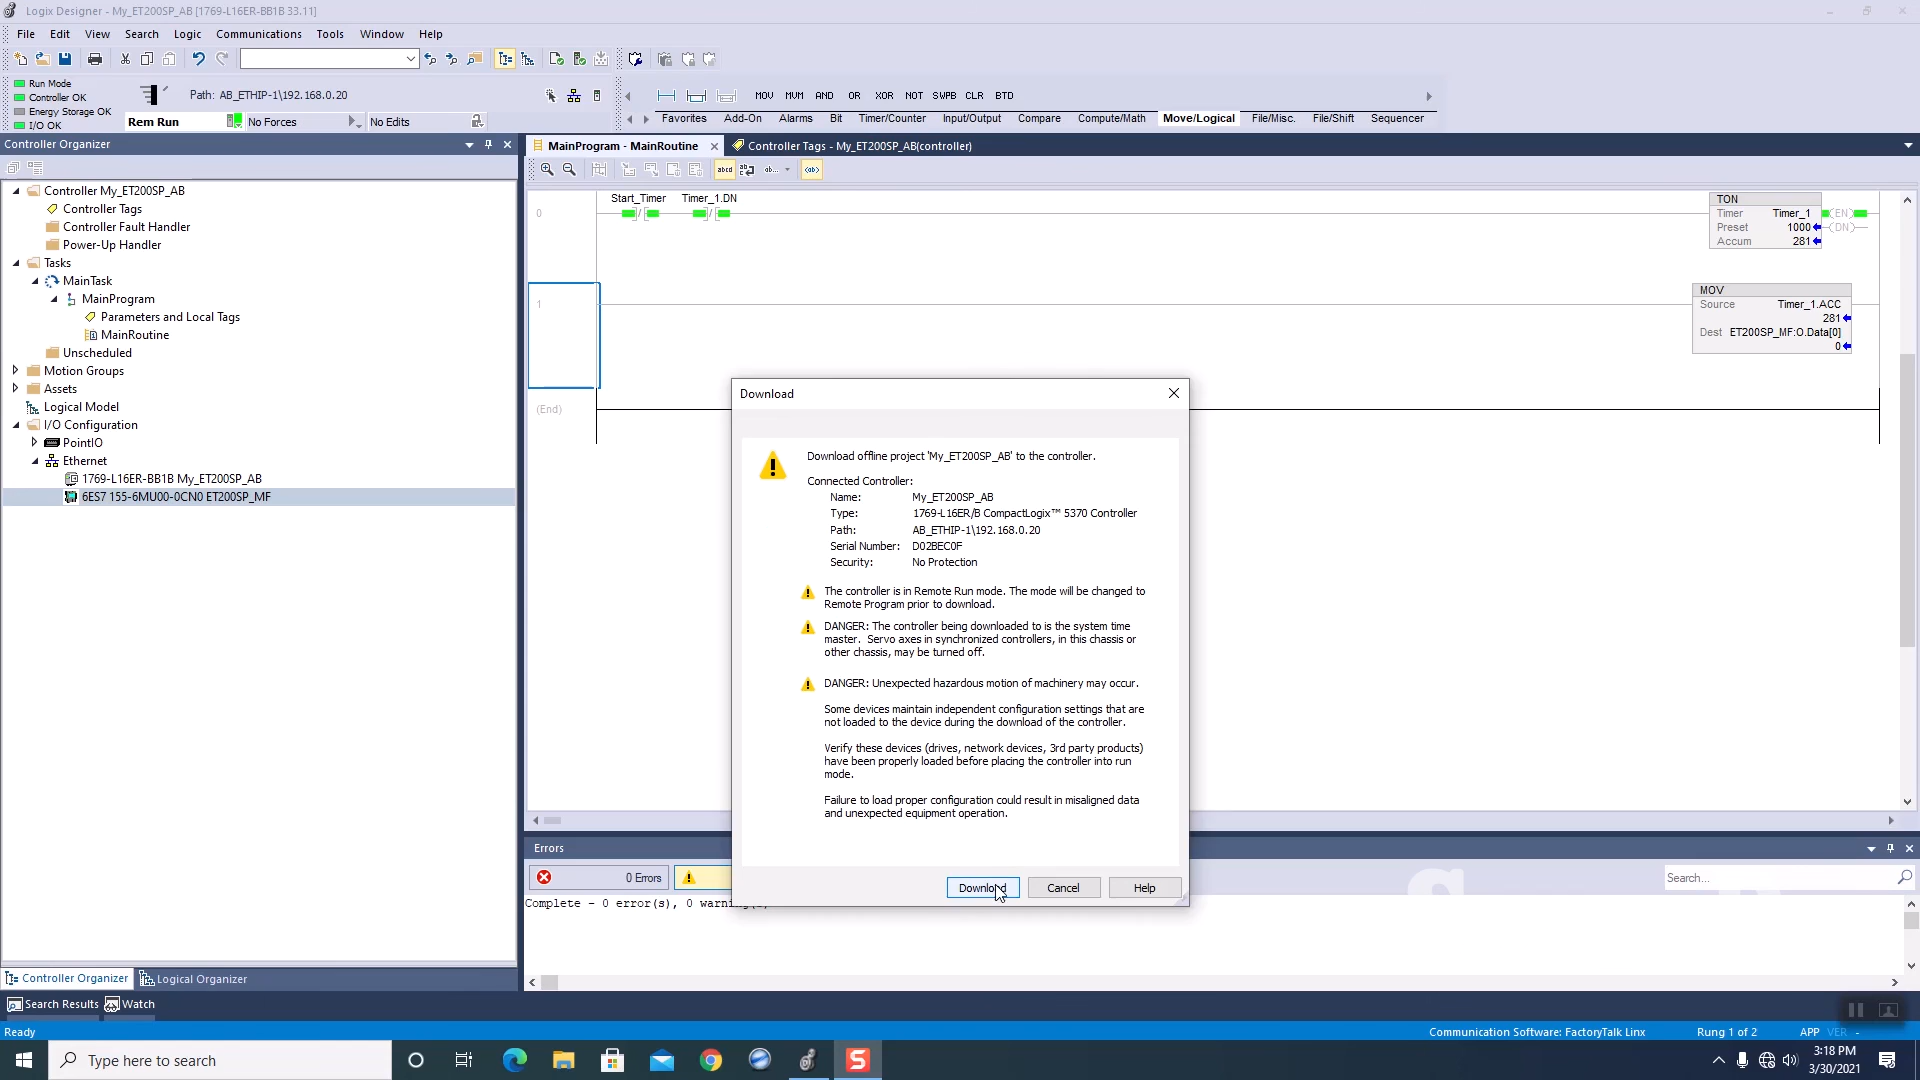 Logix Designer - My_ET200SP_AB [1769-L16ER-BB1B 33.11]
File Edit View Search Logic Communications Tools Window Help
Run Mode
Controller OK
Energy Storage OK
I/O OK
Path: AB_ETHIP-1\192.168.0.20
Rem Run No Forces No Edits
MOV MVM AND OR XOR NOT SWPB CLR BTD
Favorites Add-On Alarms Bit Timer/Counter Input/Output Compare Compute/Math Move/Logical File/Misc. File/Shift Sequencer
Controller Organizer
Controller My_ET200SP_AB
Controller Tags
Controller Fault Handler
Power-Up Handler
Tasks
MainTask
MainProgram
Parameters and Local Tags
MainRoutine
Unscheduled
Motion Groups
Assets
Logical Model
I/O Configuration
PointIO
Ethernet
1769-L16ER-BB1B My_ET200SP_AB
6ES7 155-6MU00-0CN0 ET200SP_MF
Controller Organizer Logical Organizer
MainProgram - MainRoutine
Controller Tags - My_ET200SP_AB(controller)
Start_Timer Timer_1.DN
0
TON
Timer Timer_1
Preset 1000
Accum 281
EN
DN
1
MOV
Source Timer_1.ACC
281
Dest ET200SP_MF:O.Data[0]
0
(End)
Download
Download offline project 'My_ET200SP_AB' to the controller.
Connected Controller:
Name: My_ET200SP_AB
Type: 1769-L16ER/B CompactLogix™ 5370 Controller
Path: AB_ETHIP-1\192.168.0.20
Serial Number: D02BEC0F
Security: No Protection
The controller is in Remote Run mode. The mode will be changed to
Remote Program prior to download.
DANGER: The controller being downloaded to is the system time
master. Servo axes in synchronized controllers, in this chassis or
other chassis, may be turned off.
DANGER: Unexpected hazardous motion of machinery may occur.
Some devices maintain independent configuration settings that are
not loaded to the device during the download of the controller.
Verify these devices (drives, network devices, 3rd party products)
have been properly loaded before placing the controller into run
mode.
Failure to load proper configuration could result in misaligned data
and unexpected equipment operation.
Download Cancel Help
Errors
0 Errors
Search...
Complete - 0 error(s), 0
Search Results Watch
Ready
Communication Software: FactoryTalk Linx Rung 1 of 2 APP VER
Type here to search
3:18 PM
3/30/2021